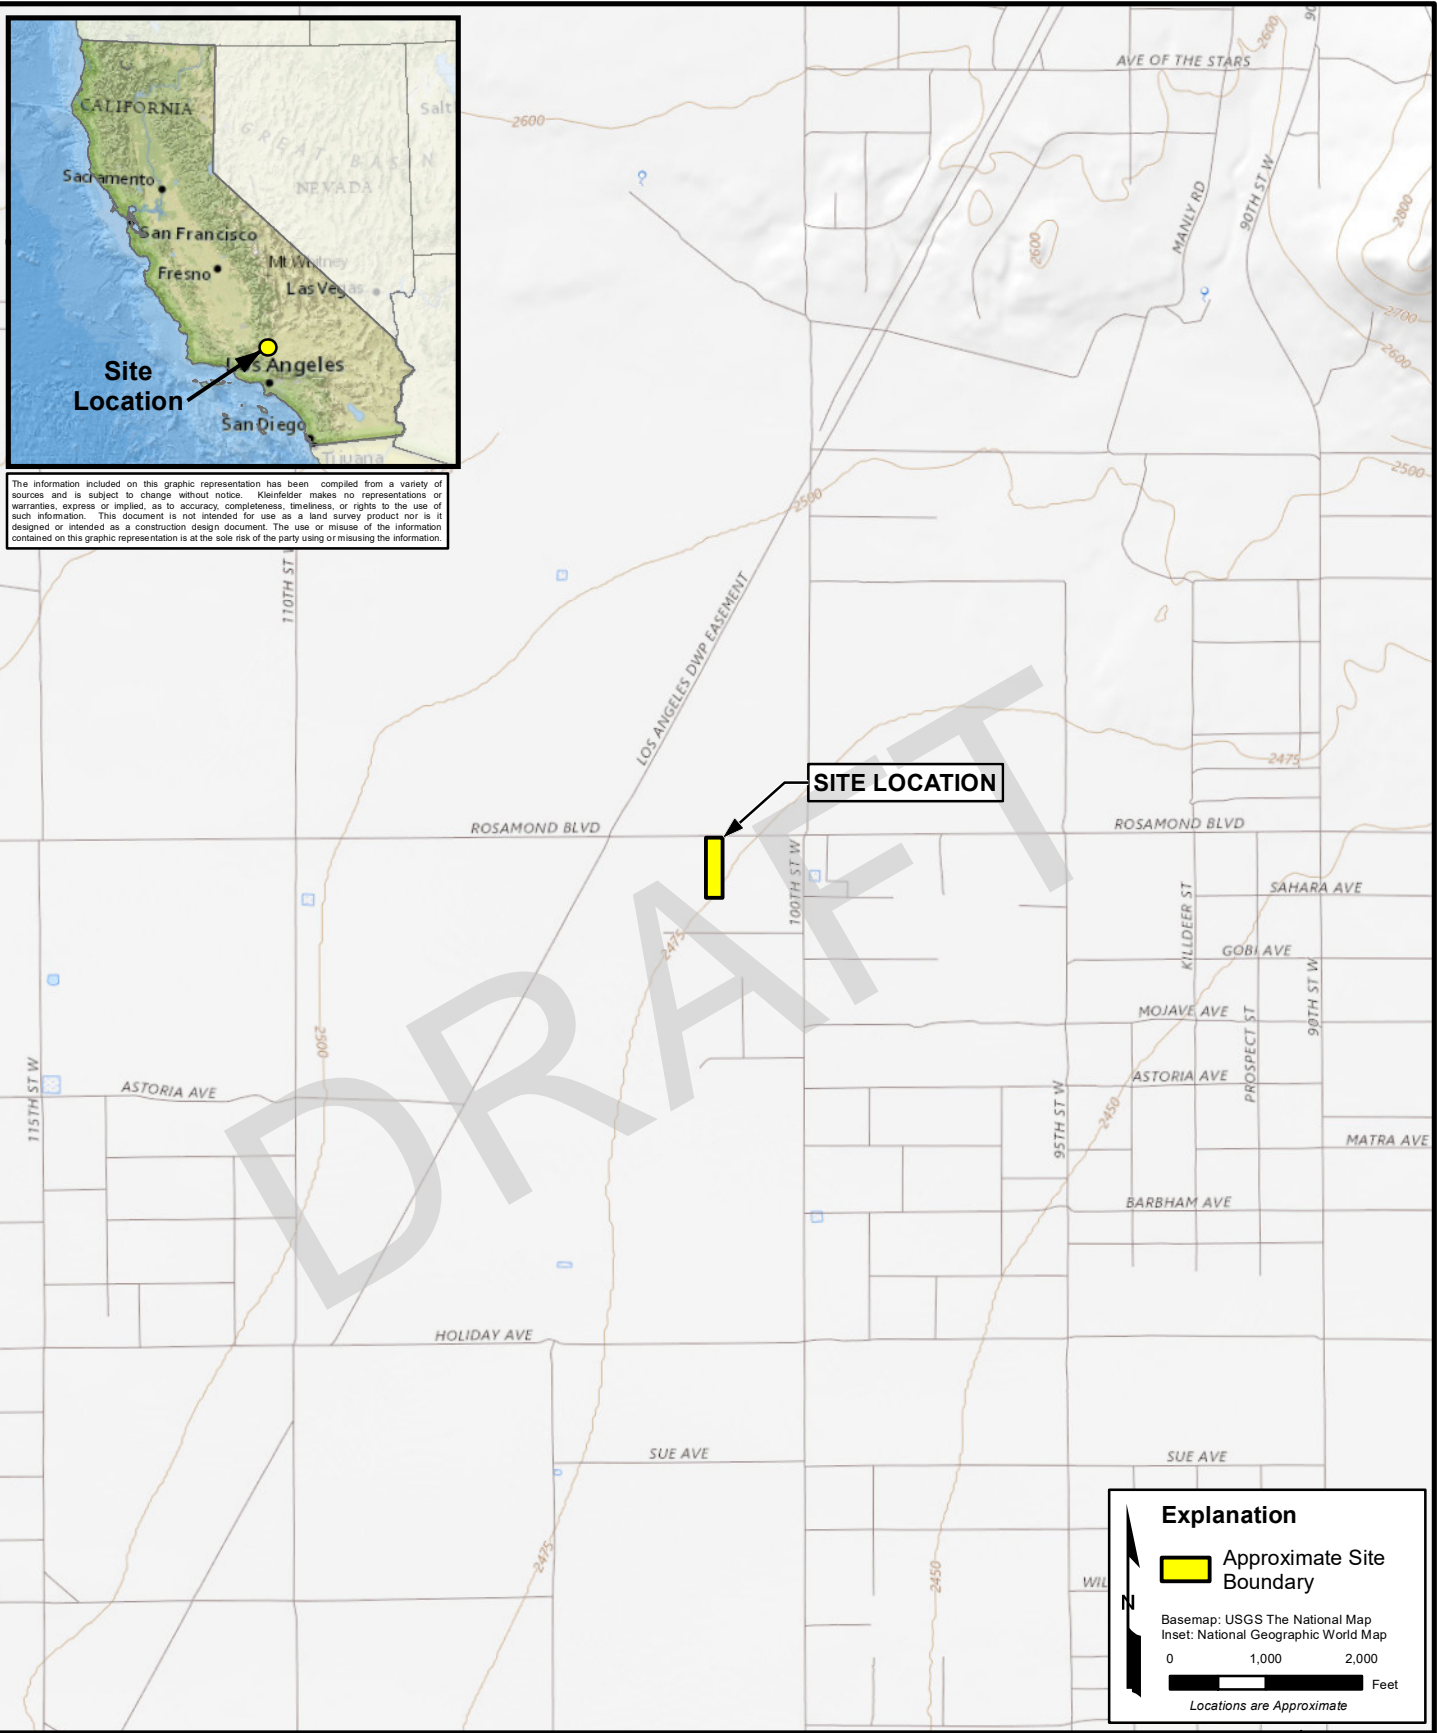 CALIFORNIA
GREAT BASIN
NEVADA
Salt
Sacramento
San Francisco
Fresno
Mt Whitney
Las Vegas
Los Angeles
San Diego
Tijuana
Site
Location
The information included on this graphic representation has been compiled from a variety of
sources and is subject to change without notice. Kleinfelder makes no representations or
warranties, express or implied, as to accuracy, completeness, timeliness, or rights to the use of
such information. This document is not intended for use as a land survey product nor is it
designed or intended as a construction design document. The use or misuse of the information
contained on this graphic representation is at the sole risk of the party using or misusing the information.
90
2600
AVE OF THE STARS
2600
MANLY RD
90TH ST W
2800
2600
2700
2600
2500
2500
110TH ST W
LOS ANGELES DWP EASEMENT
2475
SITE LOCATION
ROSAMOND BLVD
ROSAMOND BLVD
100TH ST W
KILLDEER ST
SAHARA AVE
2475
GOBI AVE
90TH ST W
DRAFT
MOJAVE AVE
PROSPECT ST
2500
115TH ST W
ASTORIA AVE
ASTORIA AVE
95TH ST W
2450
MATRA AVE
BARBHAM AVE
HOLIDAY AVE
SUE AVE
SUE AVE
2475
2450
WIL
Explanation
Approximate Site
Boundary
N
Basemap: USGS The National Map
Inset: National Geographic World Map
0 1,000 2,000
Feet
Locations are Approximate